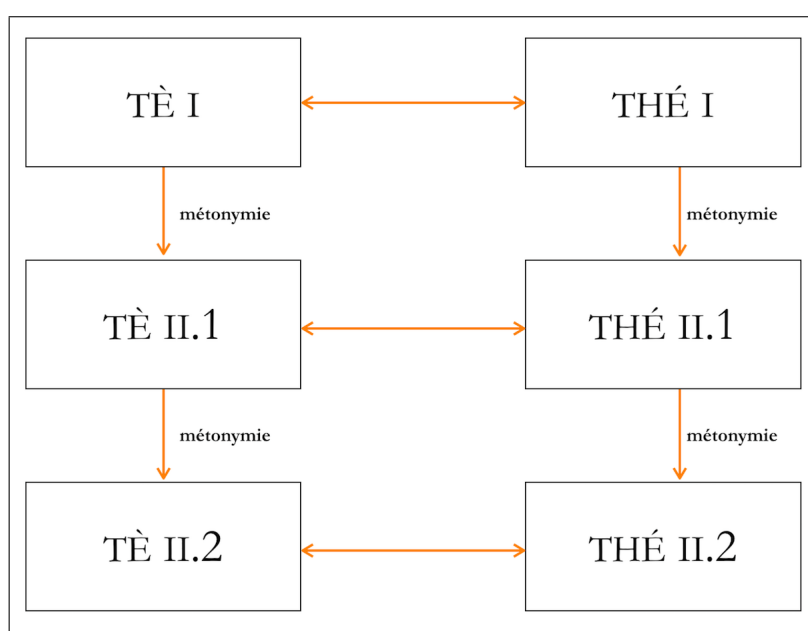 TÈ I
THÉ I
métonymie
métonymie
TÈ II.1
THÉ II.1
métonymie
métonymie
TÈ II.2
THÉ II.2